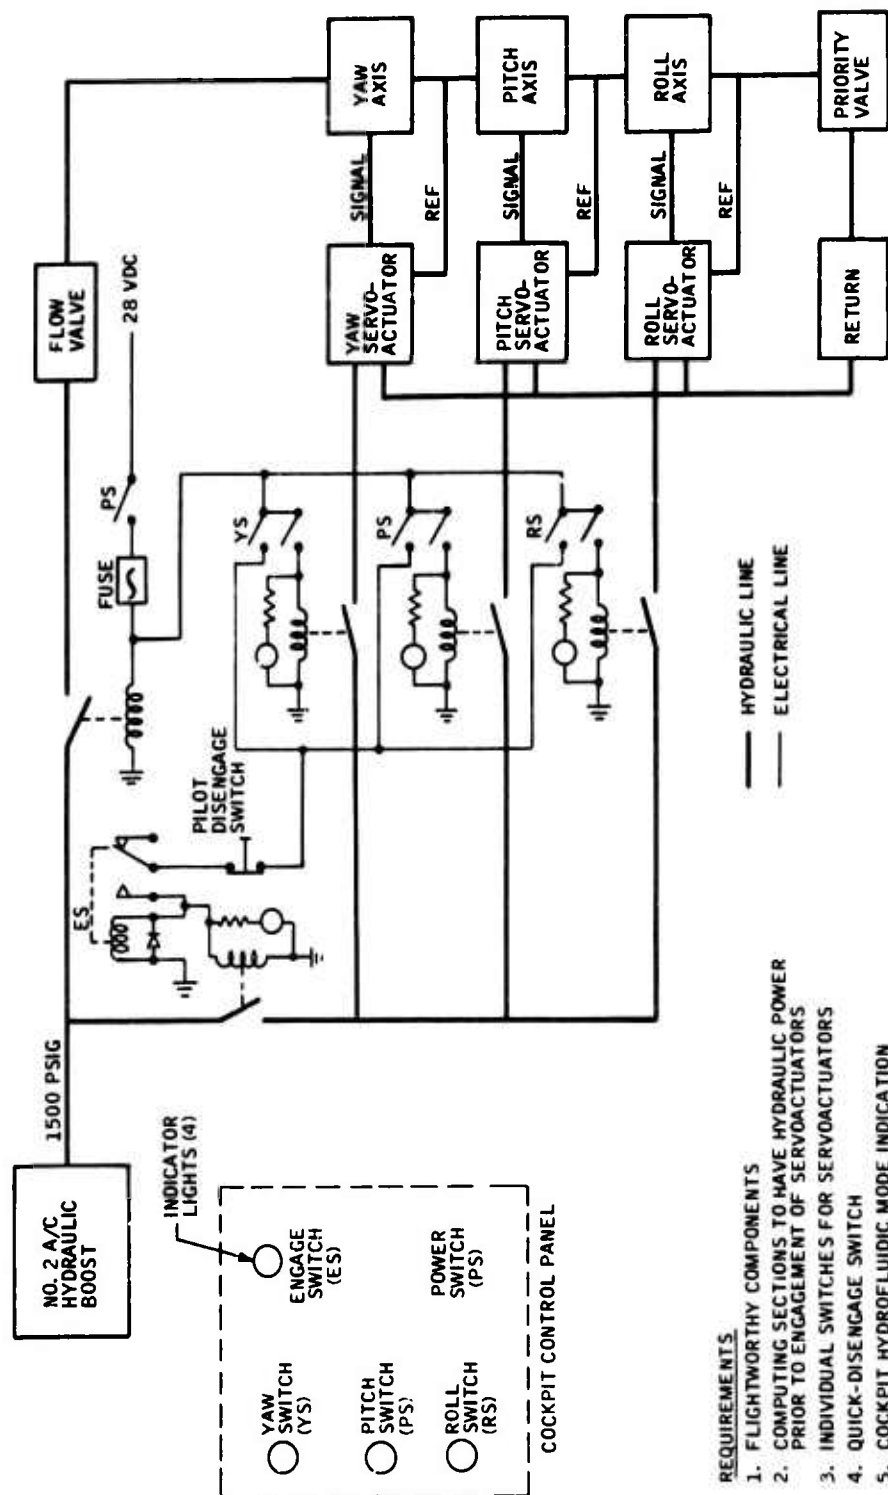 NO. 2 A/C
HYDRAULIC
BOOST
1500 PSIG
FLOW
VALVE
28 VDC
PS
FUSE
ES
PILOT
DISENGAGE
SWITCH
YS
PS
RS
YAW
SERVO-
ACTUATOR
SIGNAL
REF
YAW
AXIS
PITCH
SERVO-
ACTUATOR
SIGNAL
REF
PITCH
AXIS
ROLL
SERVO-
ACTUATOR
SIGNAL
REF
ROLL
AXIS
RETURN
PRIORITY
VALVE
INDICATOR
LIGHTS (4)
YAW
SWITCH
(YS)
ENGAGE
SWITCH
(ES)
PITCH
SWITCH
(PS)
ROLL
SWITCH
(RS)
POWER
SWITCH
(PS)
COCKPIT CONTROL PANEL
HYDRAULIC LINE
ELECTRICAL LINE
REQUIREMENTS
1. FLIGHTWORTHY COMPONENTS
2. COMPUTING SECTIONS TO HAVE HYDRAULIC POWER
PRIOR TO ENGAGEMENT OF SERVOACTUATORS
3. INDIVIDUAL SWITCHES FOR SERVOACTUATORS
4. QUICK-DISENGAGE SWITCH
5. COCKPIT HYDROFLUIDIC MODE INDICATION